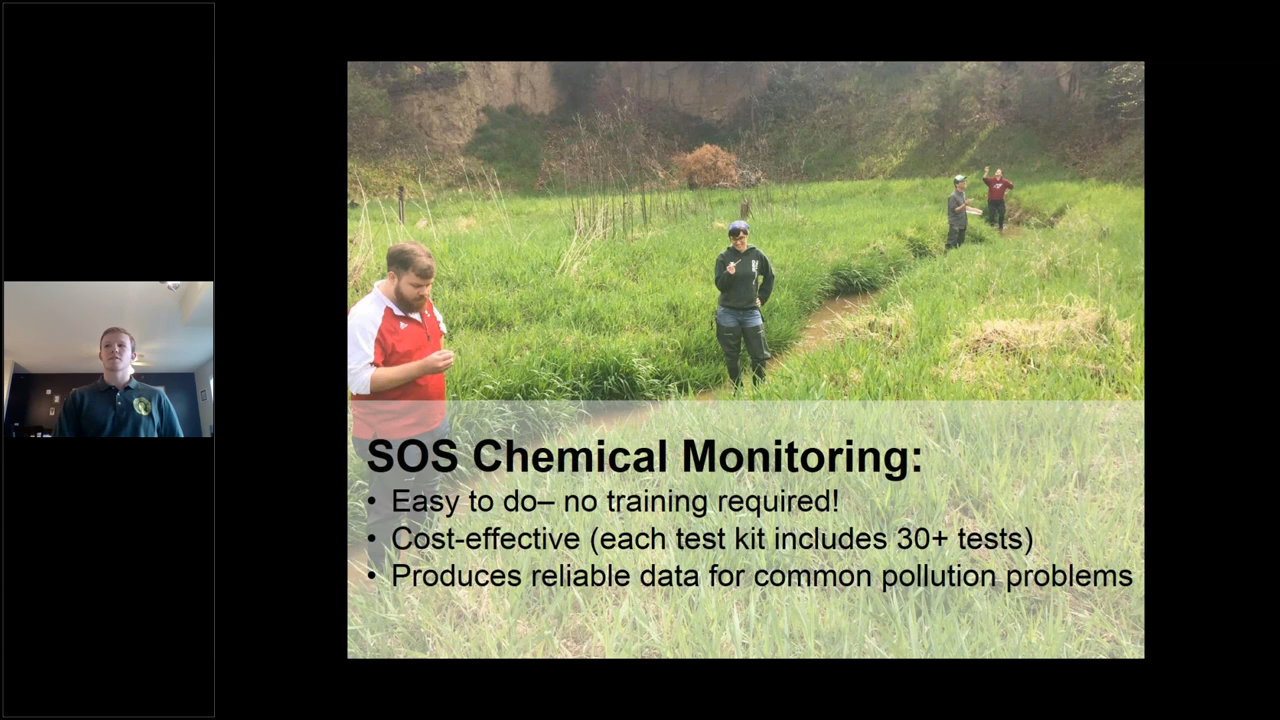 SOS Chemical Monitoring:
• Easy to do– no training required!
• Cost-effective (each test kit includes 30+ tests)
• Produces reliable data for common pollution problems